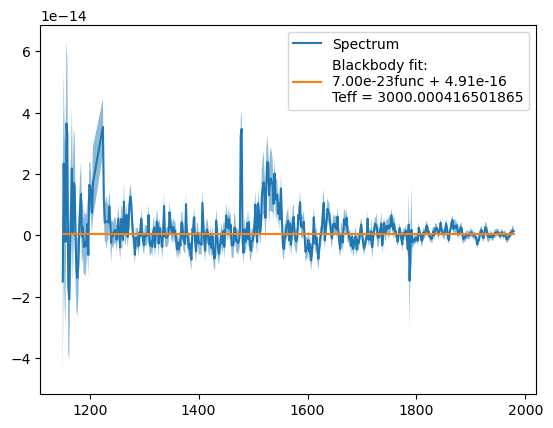 1e−14
Spectrum
Blackbody fit:
7.00e-23func + 4.91e-16
Teff = 3000.000416501865
6
4
2
0
−2
−4
1200
1400
1600
1800
2000